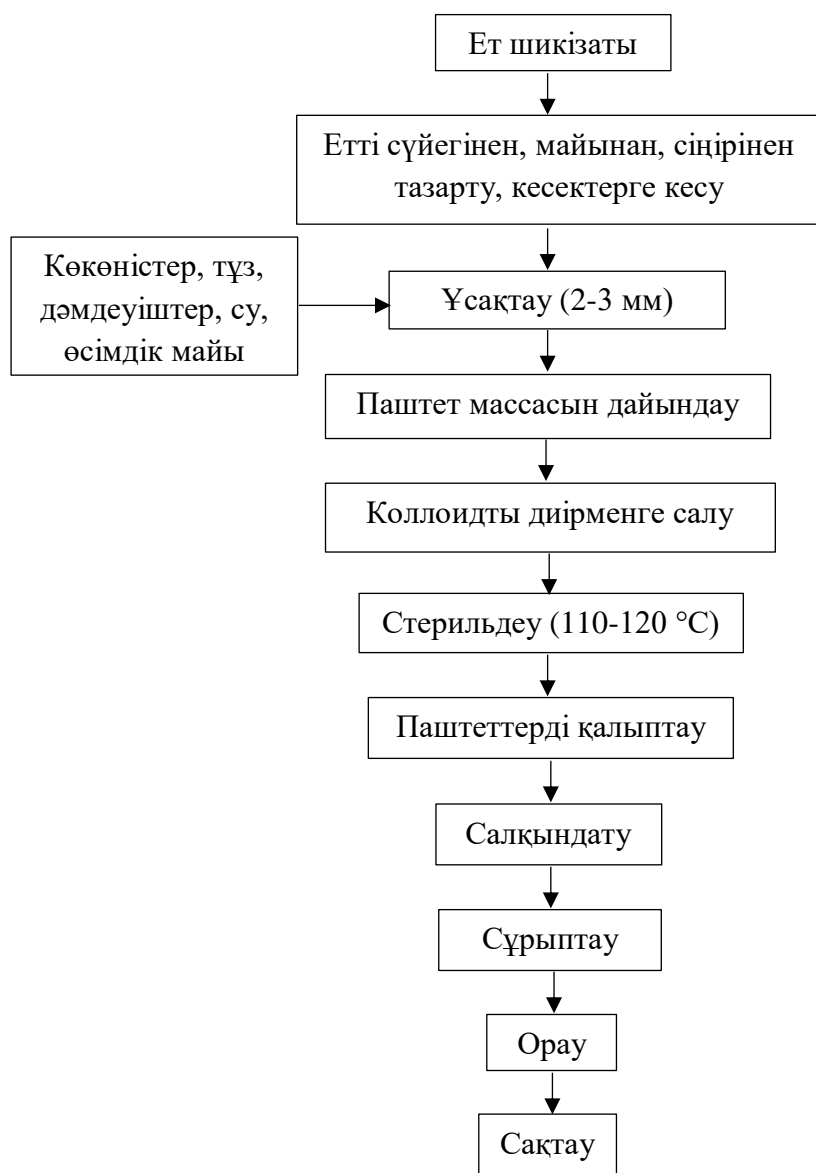 Ет шикізаты
Етті сүйегінен, майынан, сіңірінен
тазарту, кесектерге кесу
Көкөністер, тұз,
дәмдеуіштер, су,
өсімдік майы
Ұсақтау (2-3 мм)
Паштет массасын дайындау
Коллоидты диірменге салу
Стерильдеу (110-120 °С)
Паштеттерді қалыптау
Салқындату
Сұрыптау
Орау
Сақтау